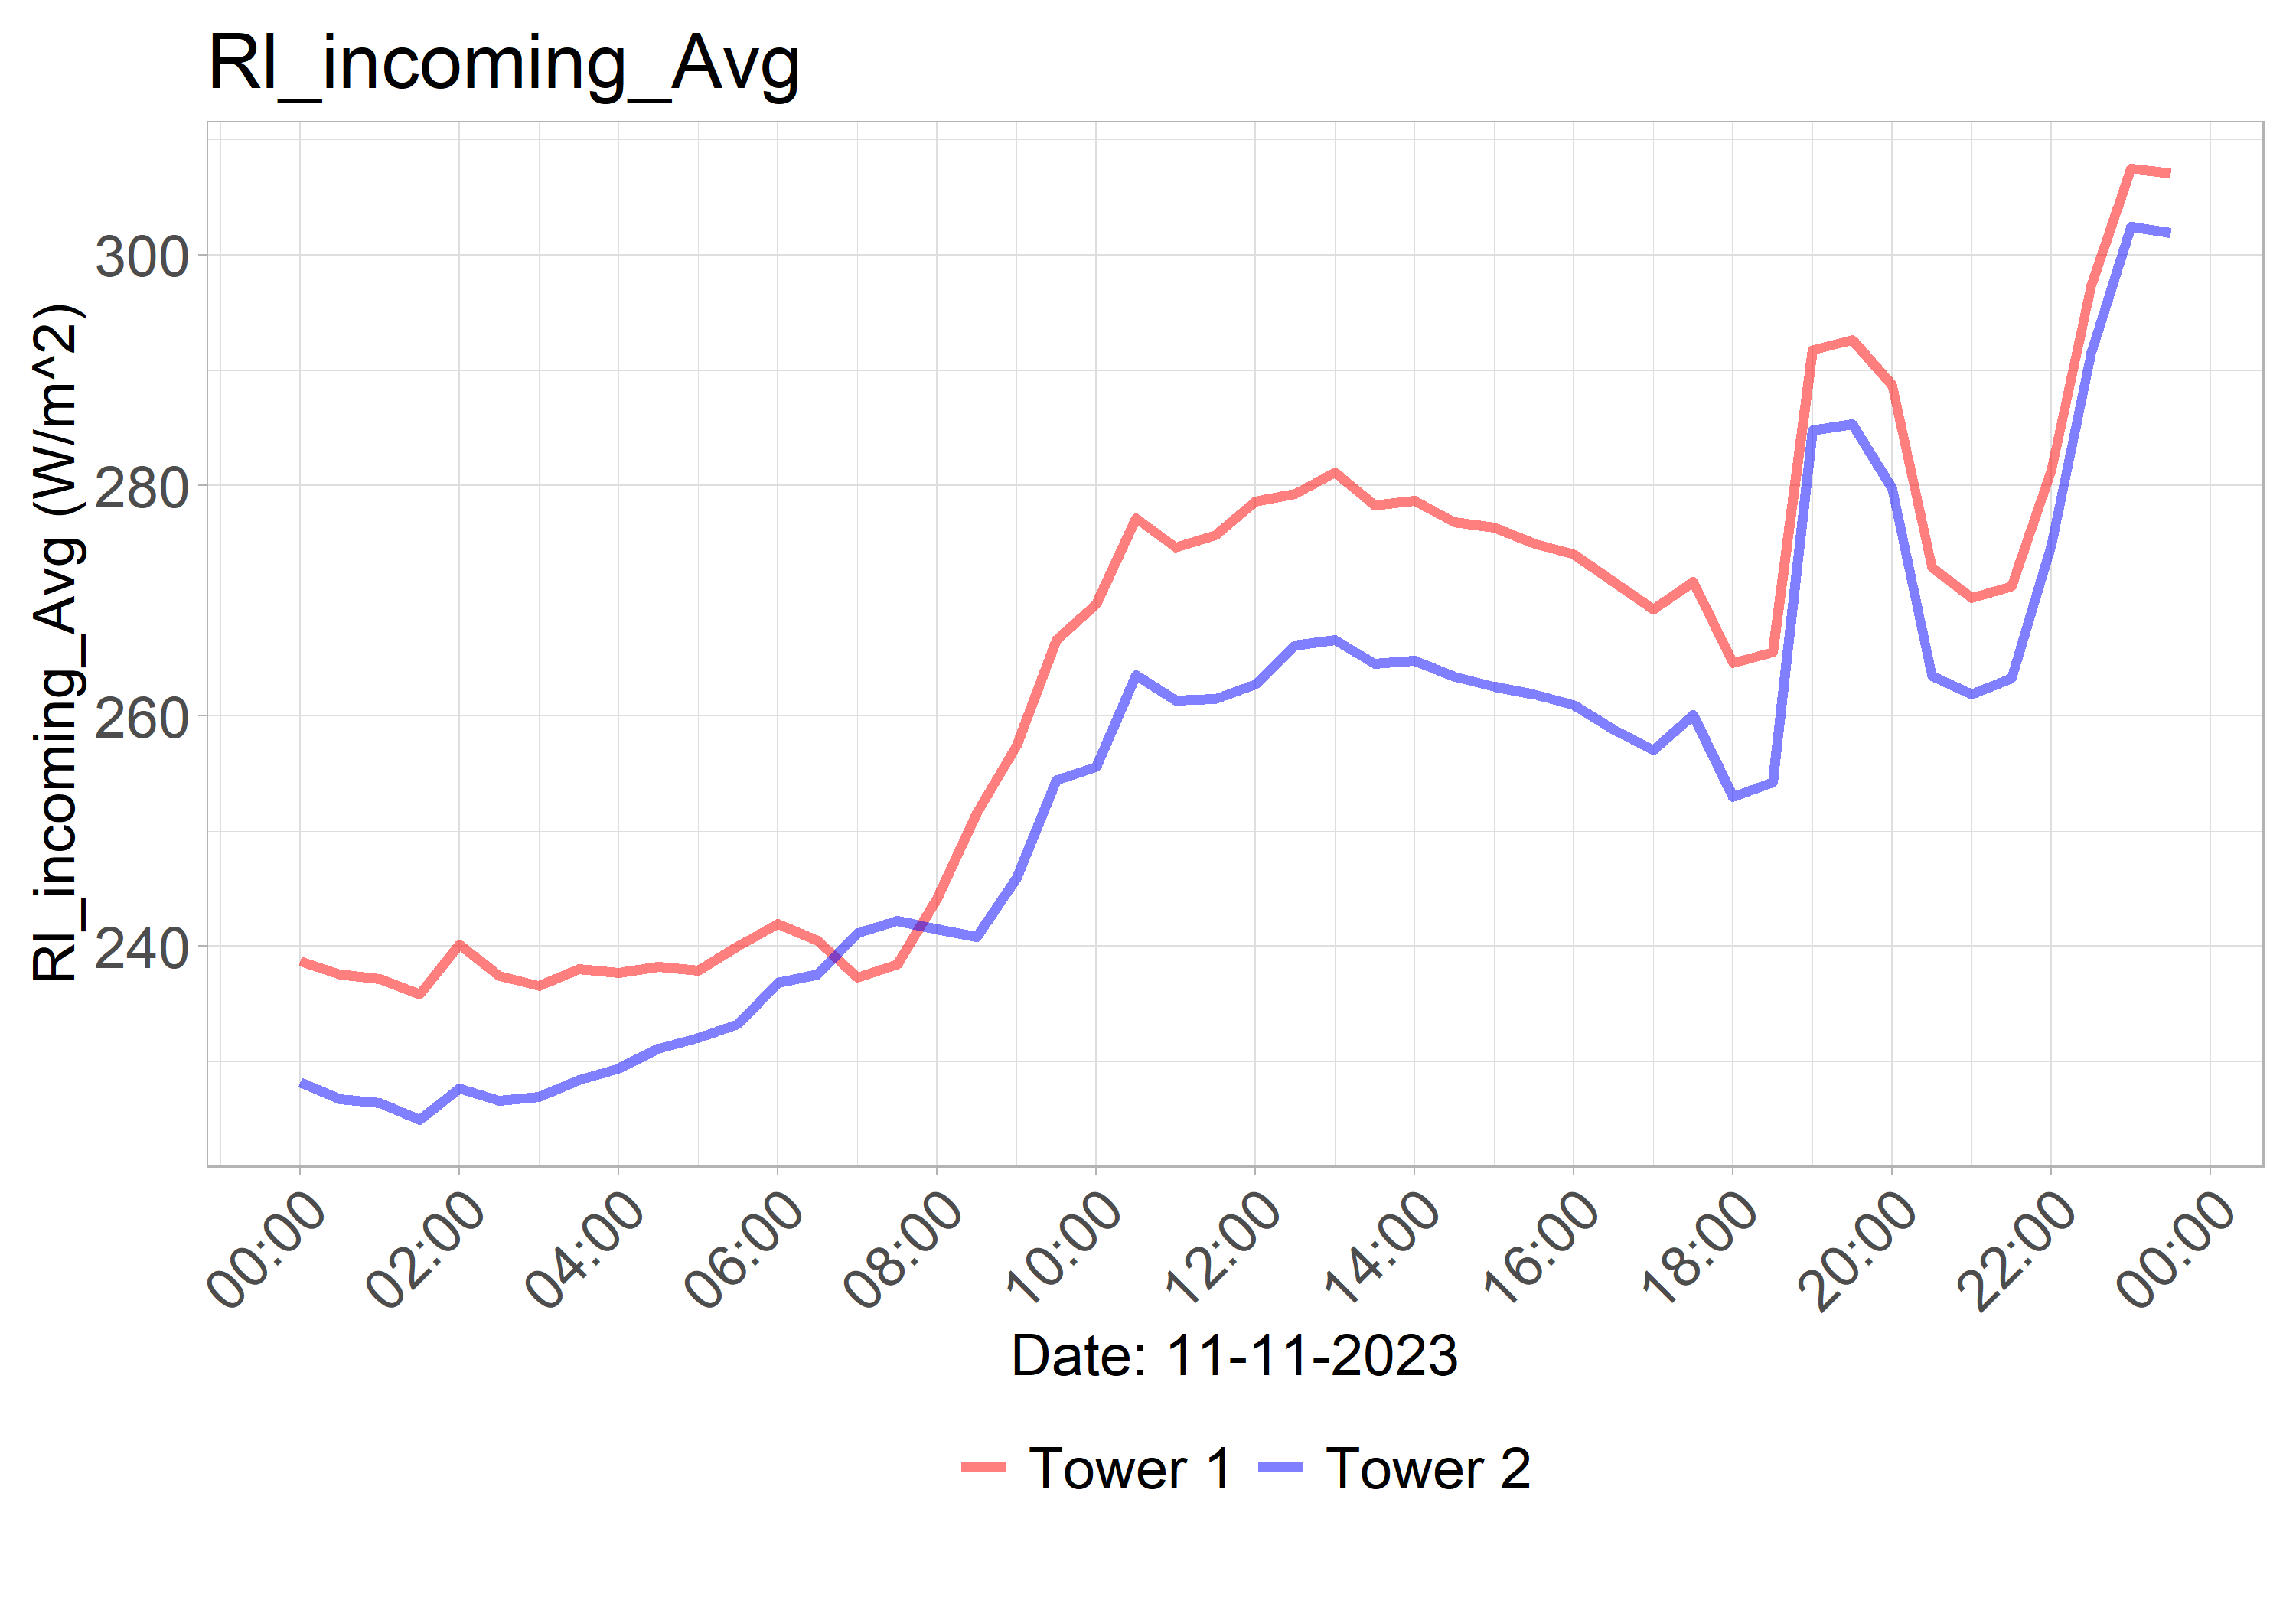 Rl_incoming_Avg
Rl_incoming_Avg (W/m^2)
300
280
260
240
00:00 02:00 04:00 06:00 08:00 10:00 12:00 14:00 16:00 18:00 20:00 22:00 00:00
Date: 11-11-2023
Tower 1 Tower 2